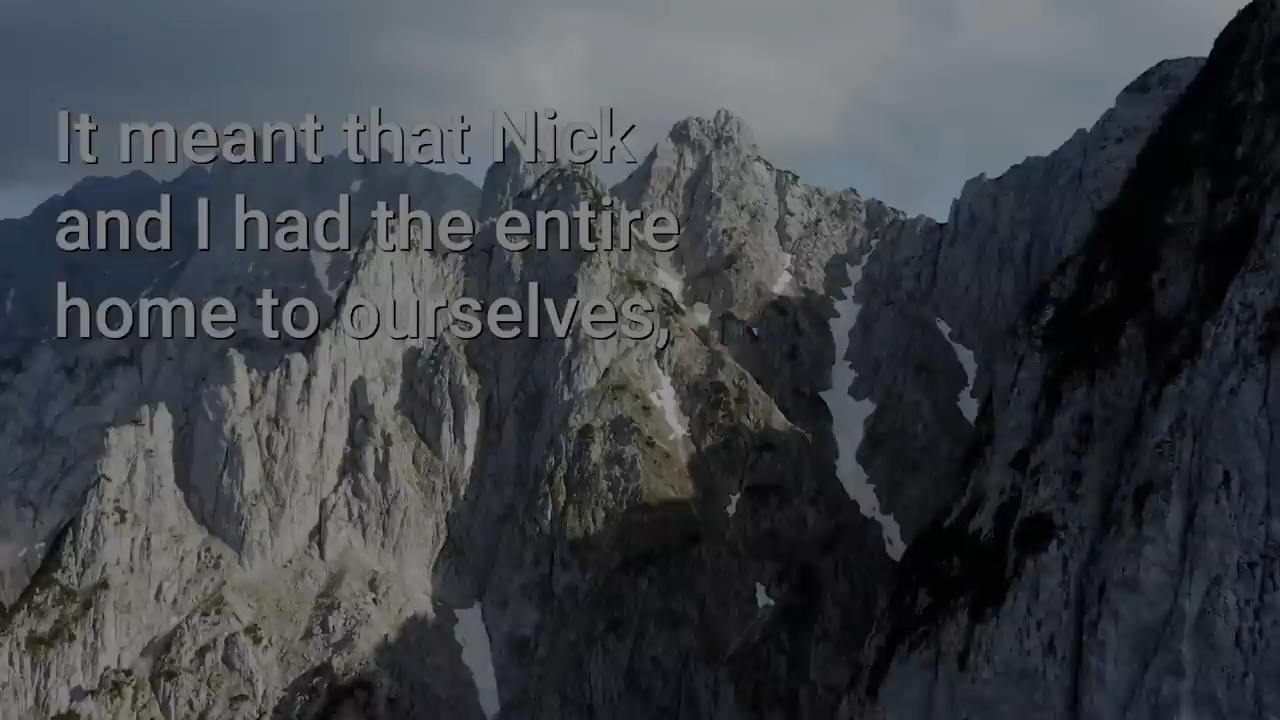 It meant that Nick
and I had the entire
home to ourselves,